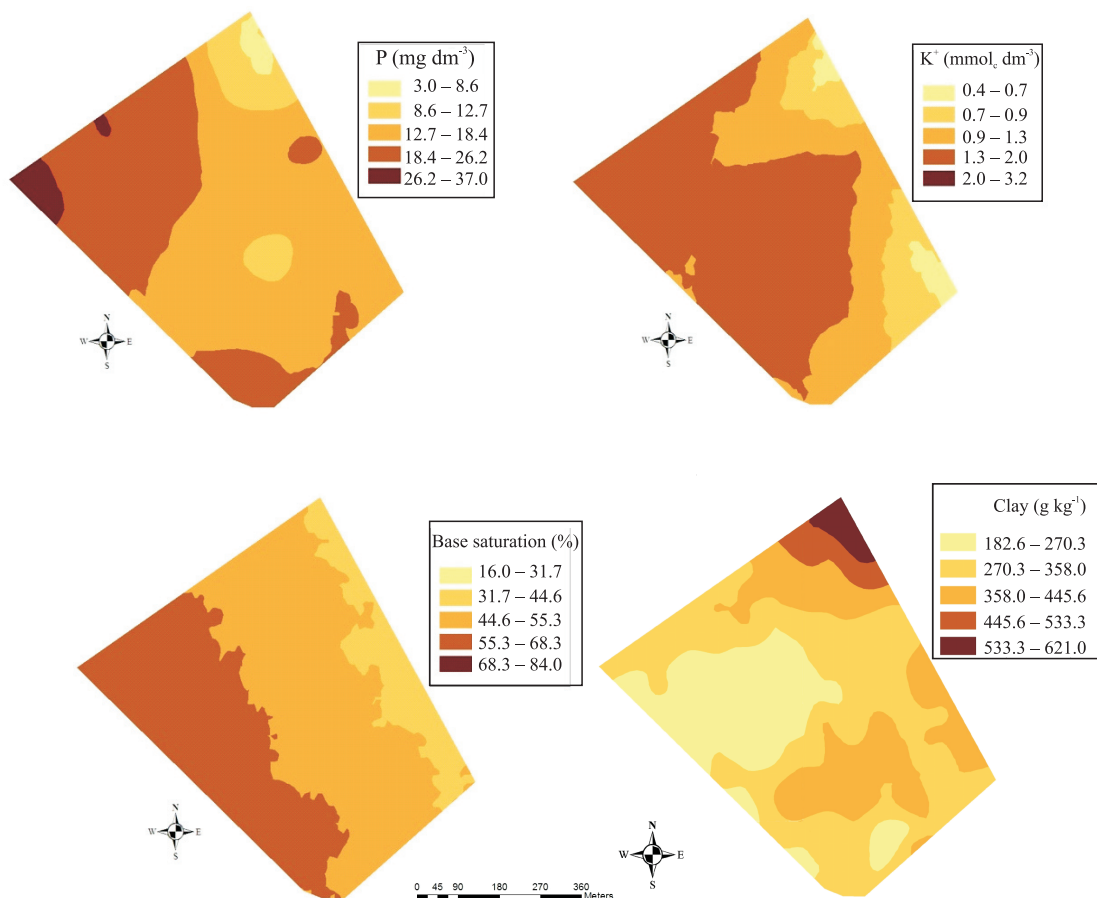 P (mg dm⁻³)
3.0 – 8.6
8.6 – 12.7
12.7 – 18.4
18.4 – 26.2
26.2 – 37.0
N
W E
S
K⁺ (mmol꜀ dm⁻³)
0.4 – 0.7
0.7 – 0.9
0.9 – 1.3
1.3 – 2.0
2.0 – 3.2
N
W E
S
Base saturation (%)
16.0 – 31.7
31.7 – 44.6
44.6 – 55.3
55.3 – 68.3
68.3 – 84.0
N
W E
S
Clay (g kg⁻¹)
182.6 – 270.3
270.3 – 358.0
358.0 – 445.6
445.6 – 533.3
533.3 – 621.0
N
W E
S
0 45 90 180 270 360
Meters